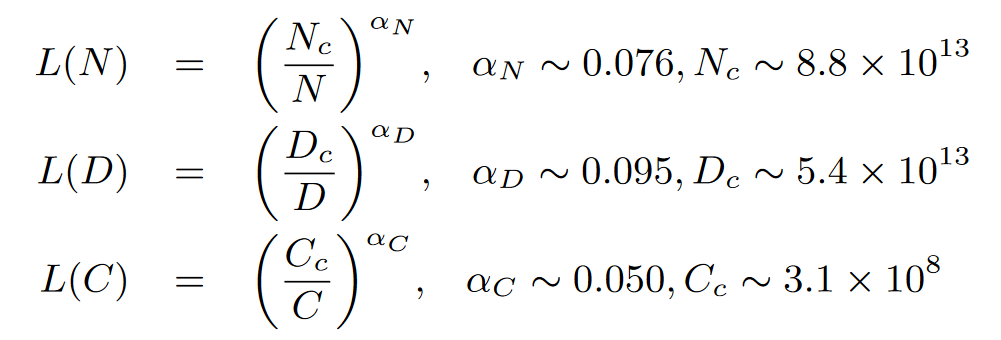 L(N) = (N_c/N)^{α_N}, α_N ∼ 0.076, N_c ∼ 8.8 × 10^{13}
L(D) = (D_c/D)^{α_D}, α_D ∼ 0.095, D_c ∼ 5.4 × 10^{13}
L(C) = (C_c/C)^{α_C}, α_C ∼ 0.050, C_c ∼ 3.1 × 10^{8}